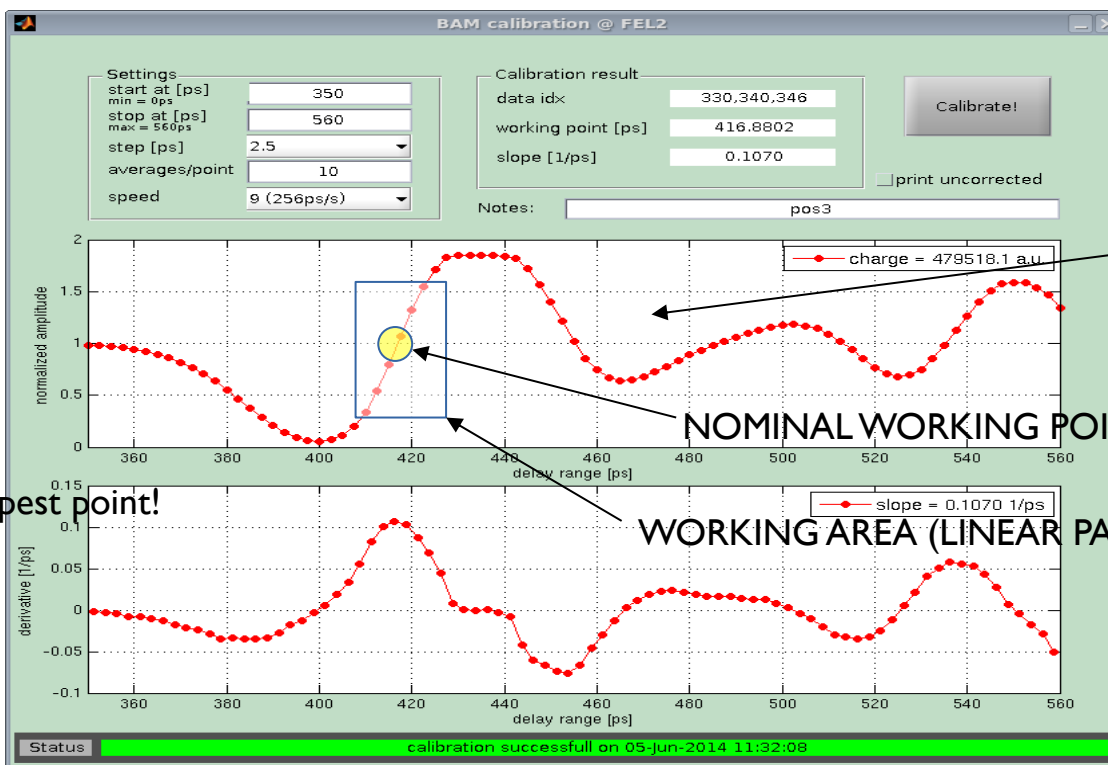 BAM calibration @ FEL2
Settings
start at [ps]
min = 0ps
350
stop at [ps]
max = 560ps
560
step [ps]
2.5
averages/point
10
speed
9 (256ps/s)
Calibration result
data idx
330,340,346
working point [ps]
416.8802
slope [1/ps]
0.1070
Calibrate!
print uncorrected
Notes:
pos3
charge = 479518.1 a.u.
normalized amplitude
2
1.5
1
0.5
0
360 380 400 420 440 460 480 500 520 540 560
delay range [ps]
NOMINAL WORKING POI
pest point!
WORKING AREA (LINEAR PA
slope = 0.1070 1/ps
derivative [1/ps]
0.15
0.1
0.05
0
-0.05
-0.1
360 380 400 420 440 460 480 500 520 540 560
delay range [ps]
Status
calibration successfull on 05-Jun-2014 11:32:08